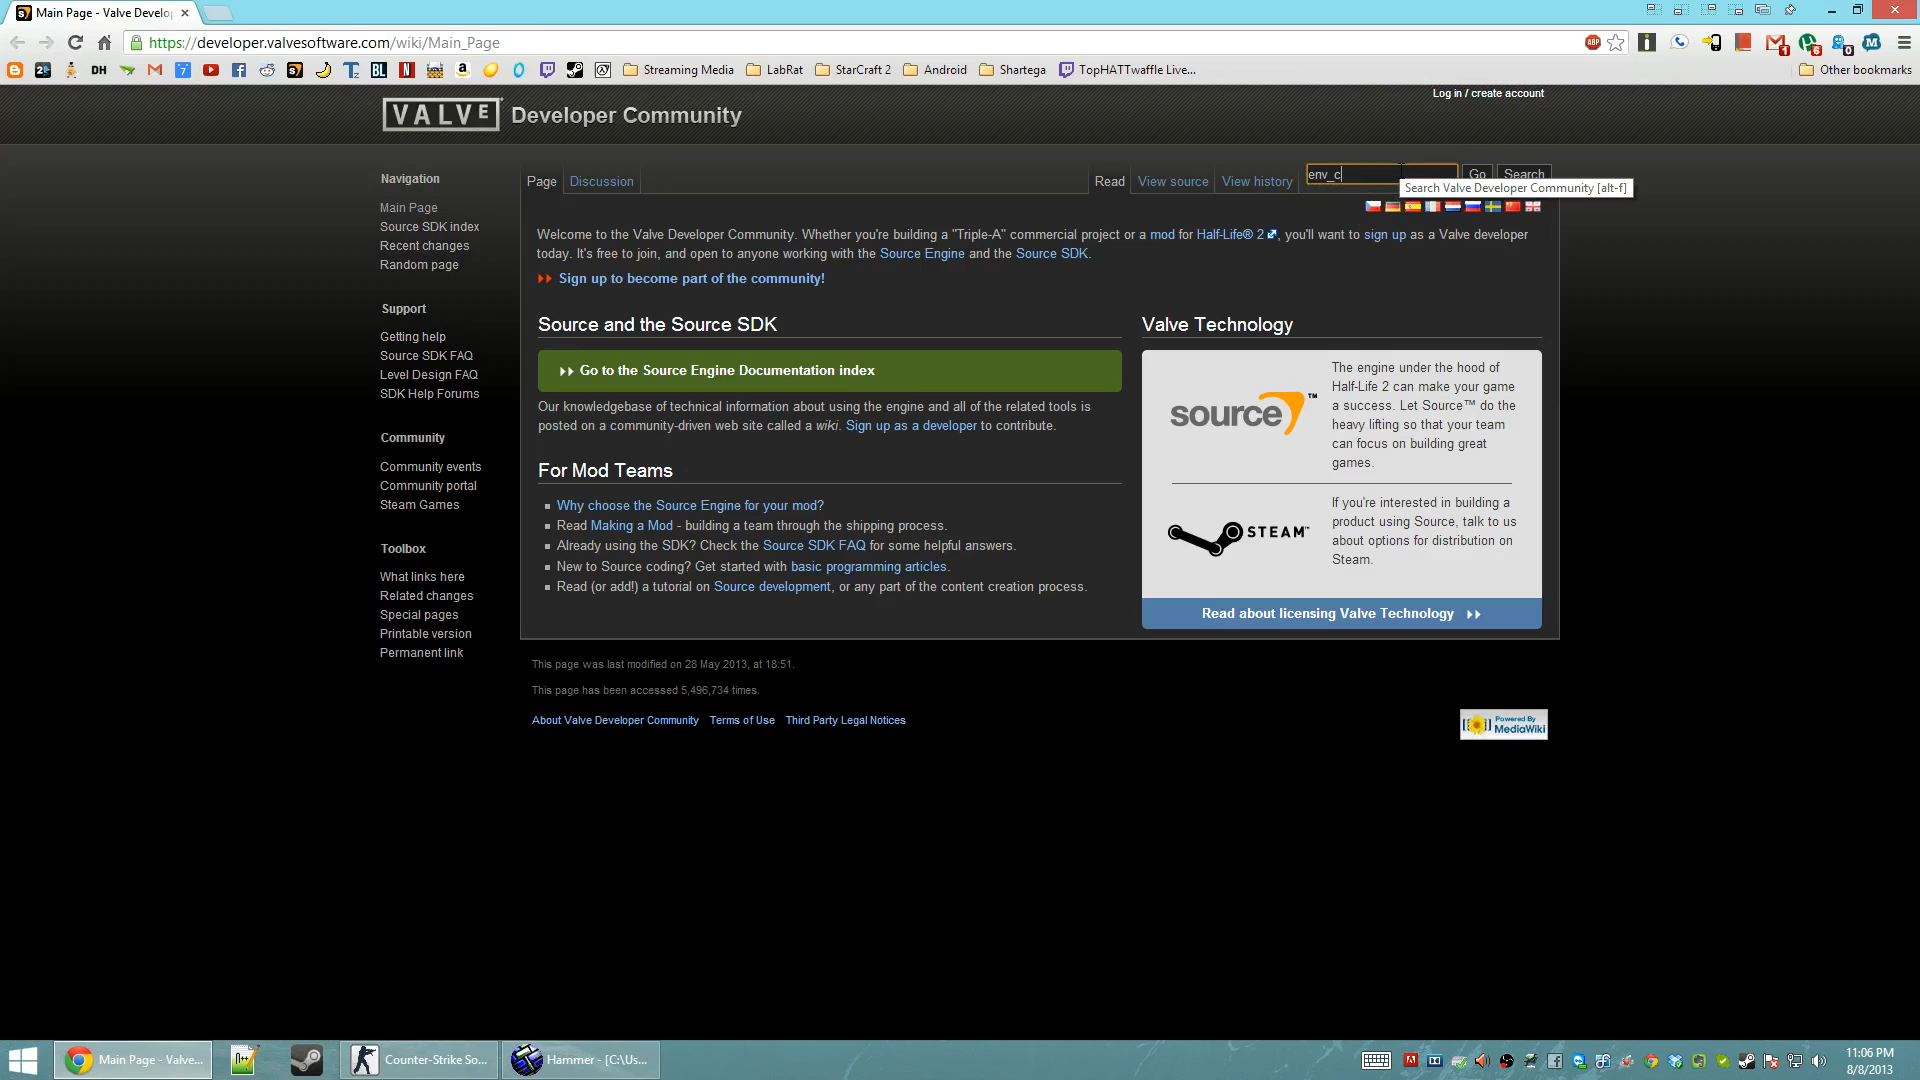 Main Page - Valve Develo
https://developer.valvesoftware.com/wiki/Main_Page
ABP
DH
BL
Streaming Media
LabRat
StarCraft 2
Android
Shartega
TopHATTwaffle Live...
Other bookmarks
Log in / create account
VALVE Developer Community
Navigation
Main Page
Source SDK index
Recent changes
Random page
Support
Getting help
Source SDK FAQ
Level Design FAQ
SDK Help Forums
Community
Community events
Community portal
Steam Games
Toolbox
What links here
Related changes
Special pages
Printable version
Permanent link
Page
Discussion
Read
View source
View history
env_c
Go
Search
Search Valve Developer Community [alt-f]
Welcome to the Valve Developer Community. Whether you're building a "Triple-A" commercial project or a mod for Half-Life® 2, you'll want to sign up as a Valve developer
today. It's free to join, and open to anyone working with the Source Engine and the Source SDK.
Sign up to become part of the community!
Source and the Source SDK
Go to the Source Engine Documentation index
Our knowledgebase of technical information about using the engine and all of the related tools is
posted on a community-driven web site called a wiki. Sign up as a developer to contribute.
For Mod Teams
Why choose the Source Engine for your mod?
Read Making a Mod - building a team through the shipping process.
Already using the SDK? Check the Source SDK FAQ for some helpful answers.
New to Source coding? Get started with basic programming articles.
Read (or add!) a tutorial on Source development, or any part of the content creation process.
Valve Technology
source™
The engine under the hood of
Half-Life 2 can make your game
a success. Let Source™ do the
heavy lifting so that your team
can focus on building great
games.
STEAM™
If you're interested in building a
product using Source, talk to us
about options for distribution on
Steam.
Read about licensing Valve Technology
This page was last modified on 28 May 2013, at 18:51.
This page has been accessed 5,496,734 times.
About Valve Developer Community
Terms of Use
Third Party Legal Notices
Powered By
MediaWiki
Main Page - Valve...
Counter-Strike So...
Hammer - [C:\Us...
11:06 PM
8/8/2013